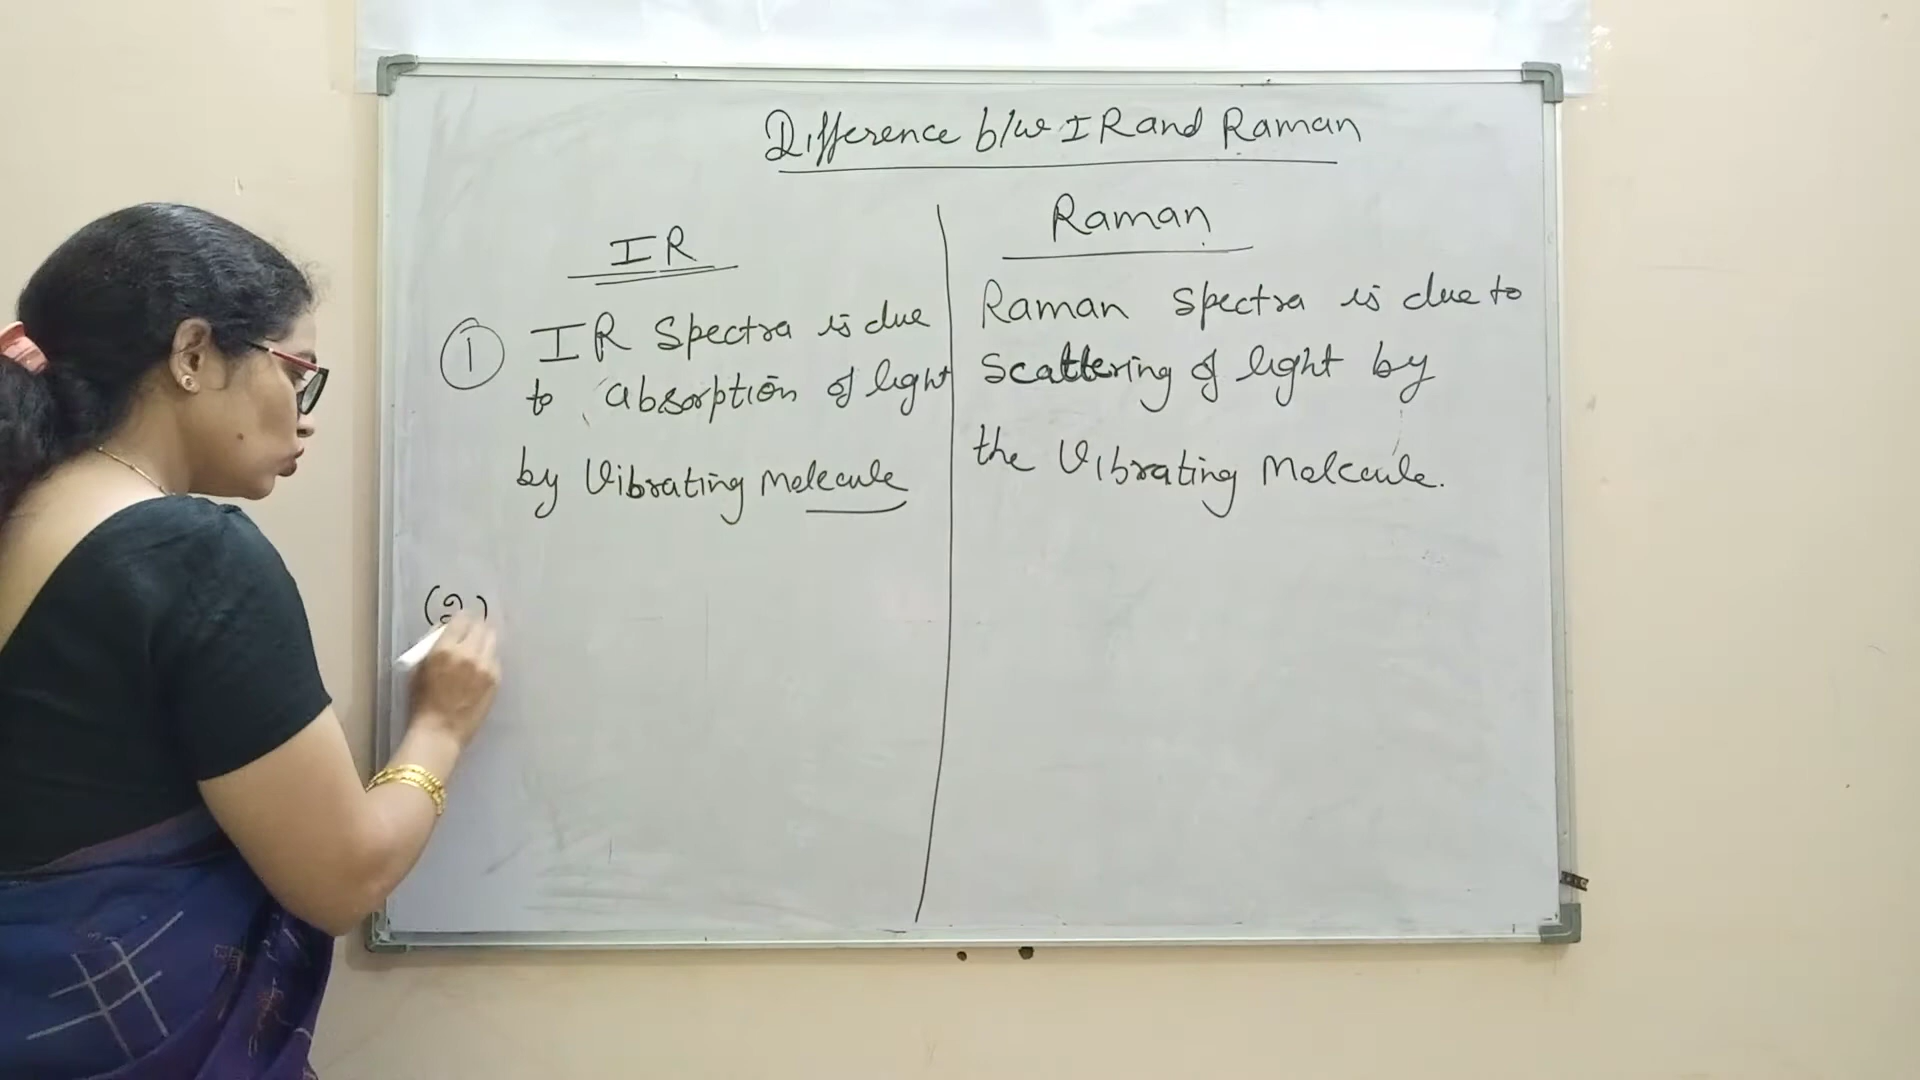 Difference b/w IR and Raman
IR
① IR Spectra is due
to absorption of light
by Vibrating Molecule
(2)
Raman
Raman Spectra is due to
Scattering of light by
the Vibrating Molecule.